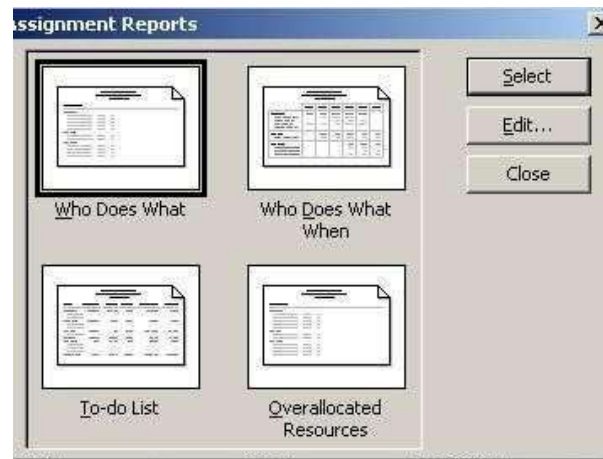 ssignment Reports
Select
Edit...
Close
Who Does What
Who Does What
When
To-do List
Overallocated
Resources